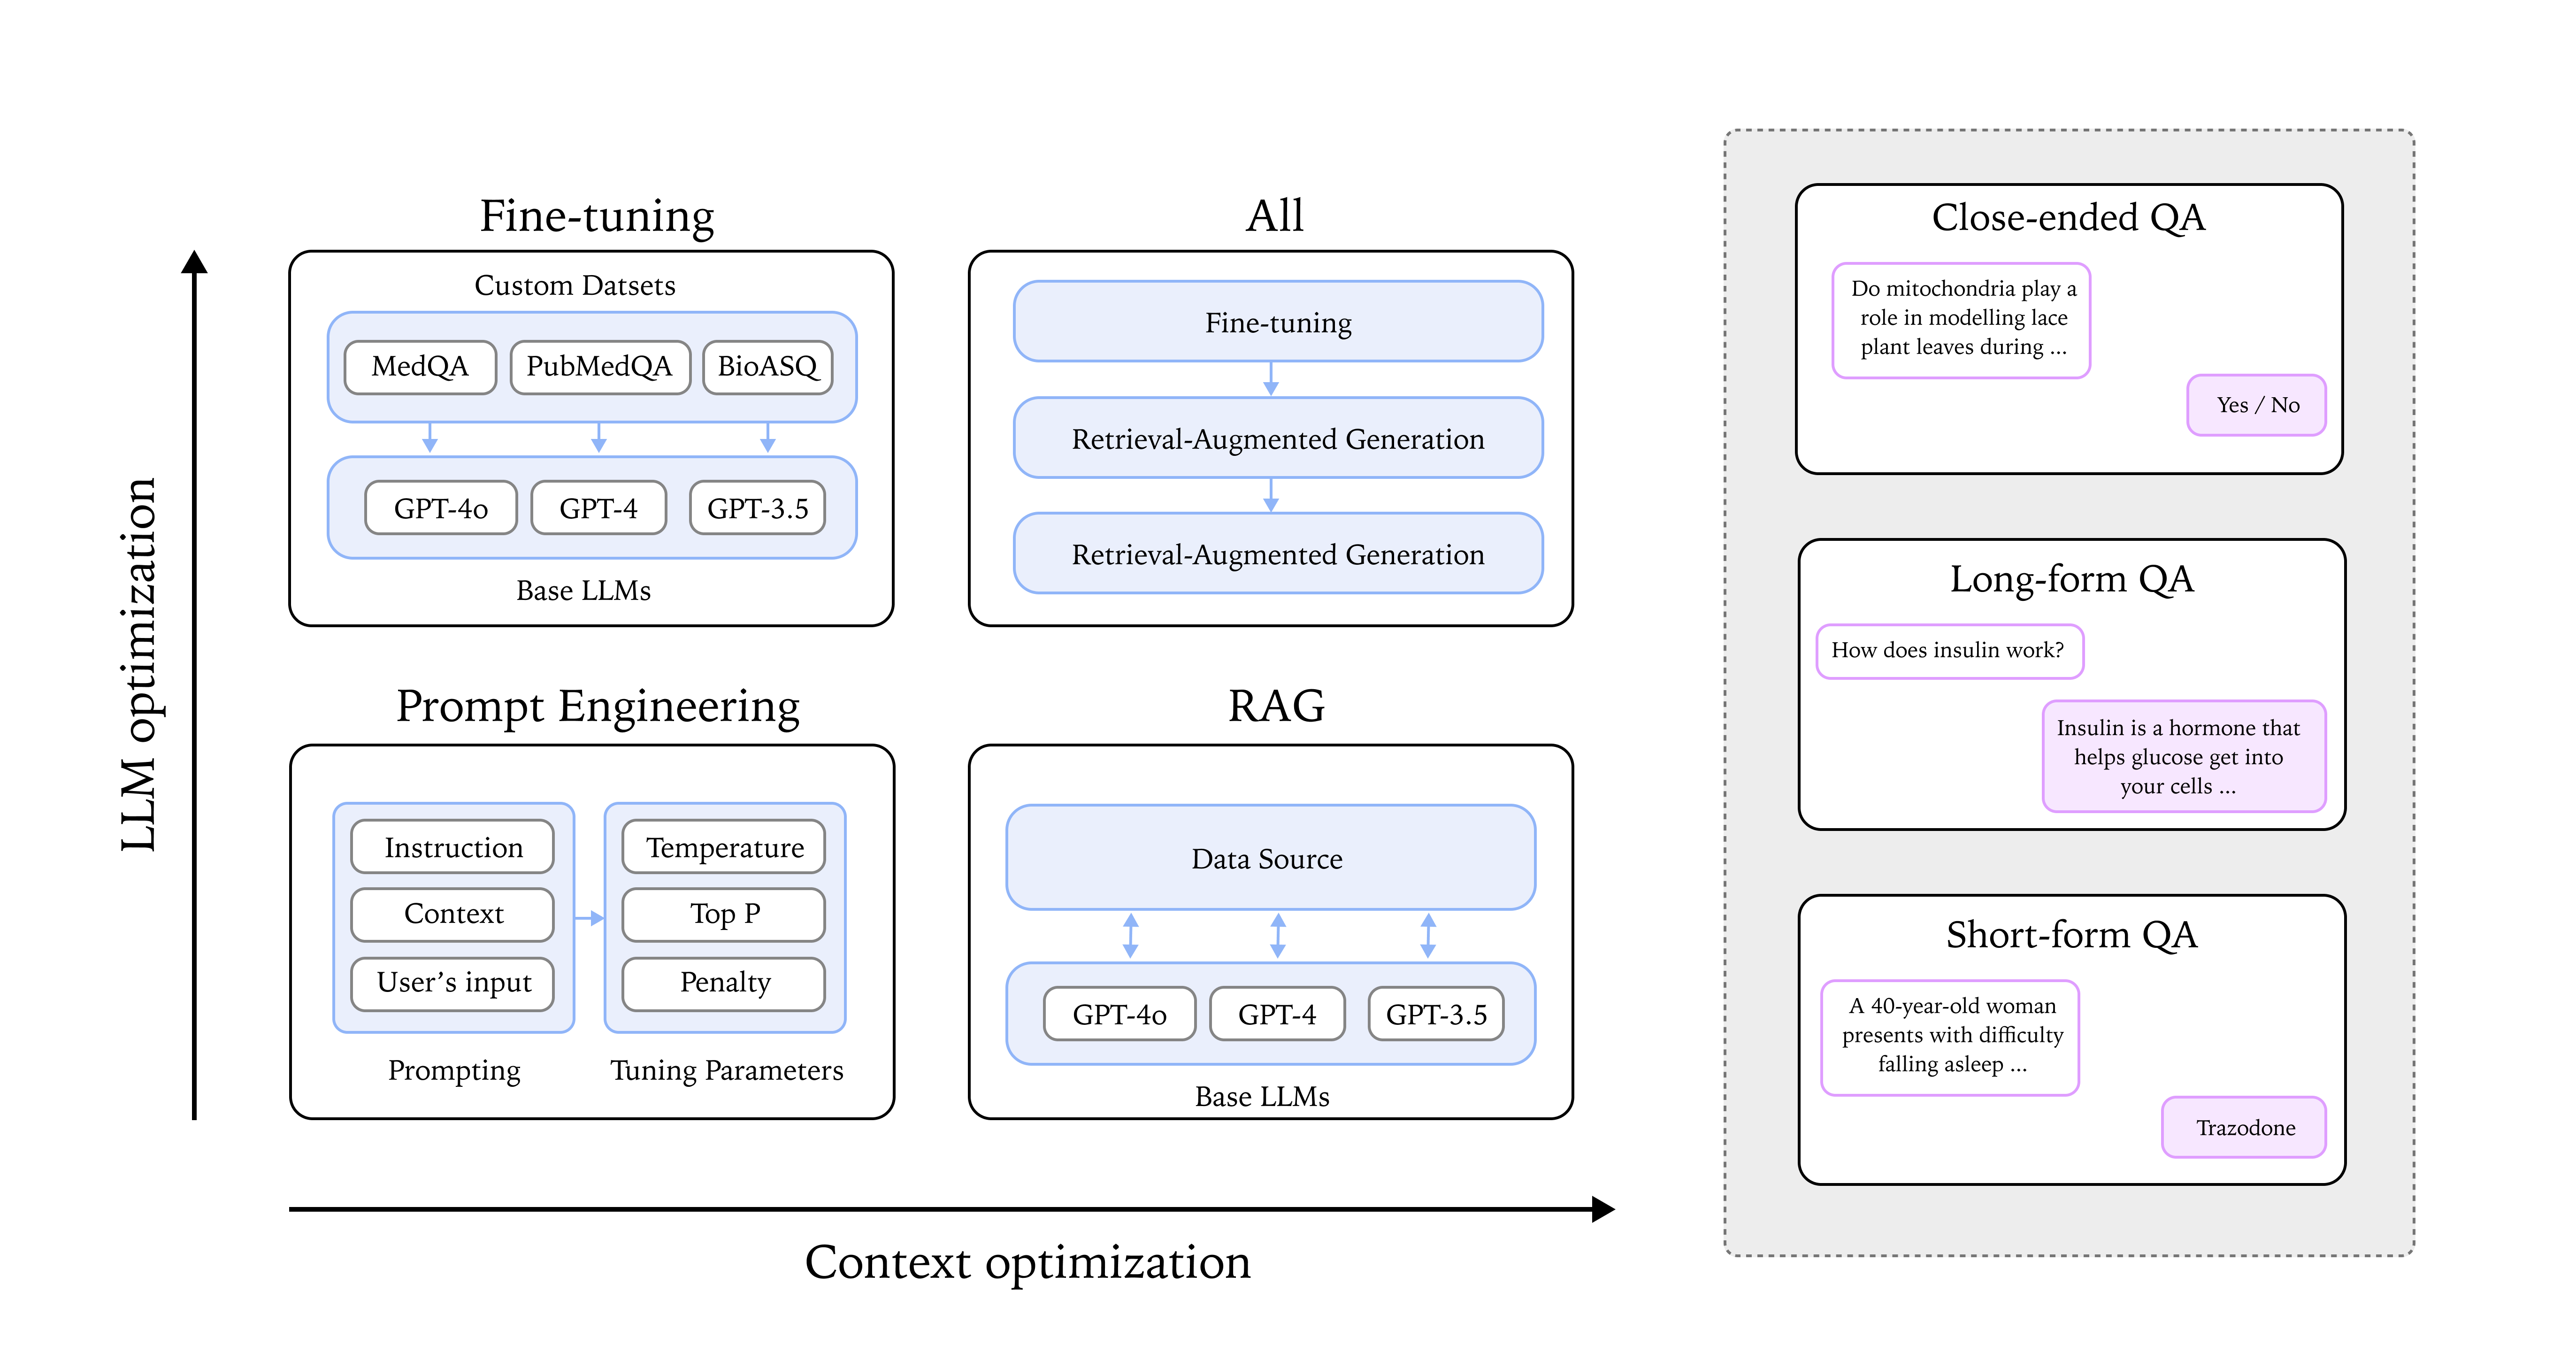 LLM optimization
Fine-tuning
Custom Datsets
MedQA
PubMedQA
BioASQ
GPT-4o
GPT-4
GPT-3.5
Base LLMs
All
Fine-tuning
Retrieval-Augmented Generation
Retrieval-Augmented Generation
Prompt Engineering
Instruction
Context
User’s input
Prompting
Temperature
Top P
Penalty
Tuning Parameters
RAG
Data Source
GPT-4o
GPT-4
GPT-3.5
Base LLMs
Context optimization
Close-ended QA
Do mitochondria play a
role in modelling lace
plant leaves during ...
Yes / No
Long-form QA
How does insulin work?
Insulin is a hormone that
helps glucose get into
your cells ...
Short-form QA
A 40-year-old woman
presents with difficulty
falling asleep ...
Trazodone